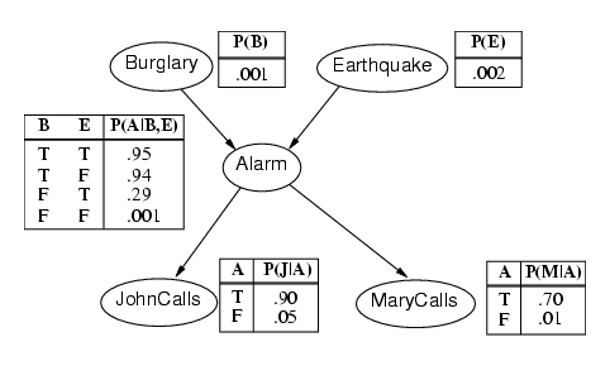 P(B)
.001
P(E)
.002
Burglary
Earthquake
B E P(A|B,E)
T T .95
T F .94
F T .29
F F .001
Alarm
A P(J|A)
T .90
F .05
JohnCalls
A P(M|A)
T .70
F .01
MaryCalls